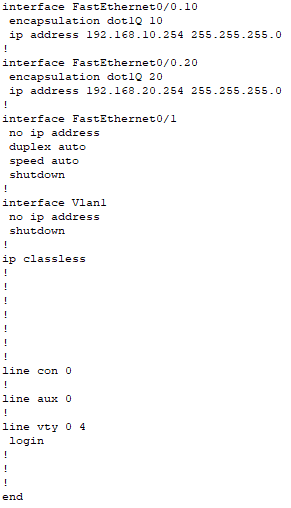 interface FastEthernet0/0.10
 encapsulation dot1Q 10
 ip address 192.168.10.254 255.255.255.0
!
interface FastEthernet0/0.20
 encapsulation dot1Q 20
 ip address 192.168.20.254 255.255.255.0
!
interface FastEthernet0/1
 no ip address
 duplex auto
 speed auto
 shutdown
!
interface Vlan1
 no ip address
 shutdown
!
ip classless
!
!
!
!
!
!
!
line con 0
!
line aux 0
!
line vty 0 4
 login
!
!
!
end